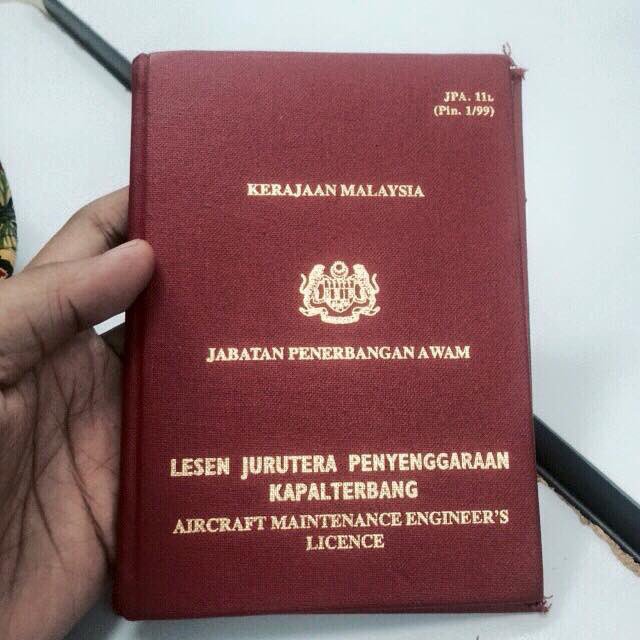 JPA. 11L
(Pin. 1/99)
KERAJAAN MALAYSIA
JABATAN PENERBANGAN AWAM
LESEN JURUTERA PENYENGGARAAN
KAPALTERBANG
AIRCRAFT MAINTENANCE ENGINEER'S
LICENCE